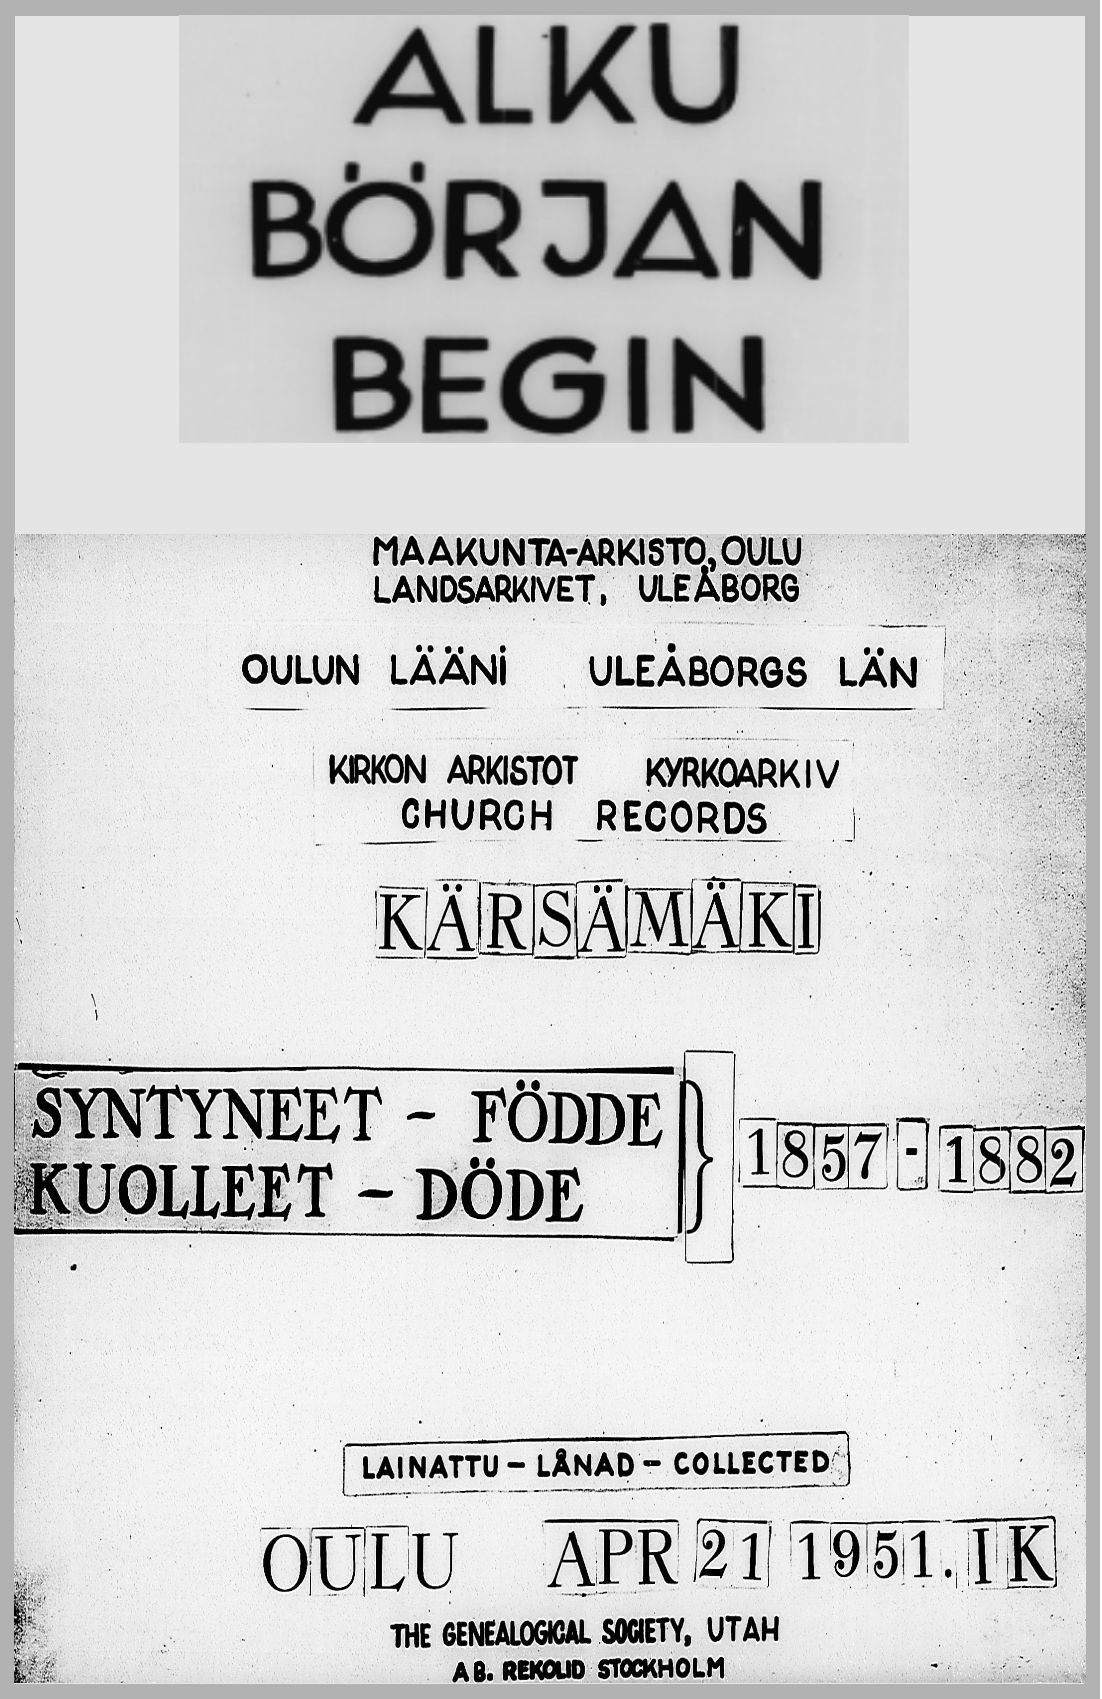 ALKU
BÖRJAN
BEGIN
MAAKUNTA-ARKISTO, OULU
LANDSARKIVET, ULEÅBORG
OULUN LÄÄNI ULEÅBORGS LÄN
KIRKON ARKISTOT KYRKOARKIV
CHURCH RECORDS
KÄRSÄMÄKI
SYNTYNEET - FÖDDE
KUOLLEET - DÖDE } 1857-1882
LAINATTU - LÅNAD - COLLECTED
OULU APR 21 1951. IK
THE GENEALOGICAL SOCIETY, UTAH
AB. REKOLID STOCKHOLM